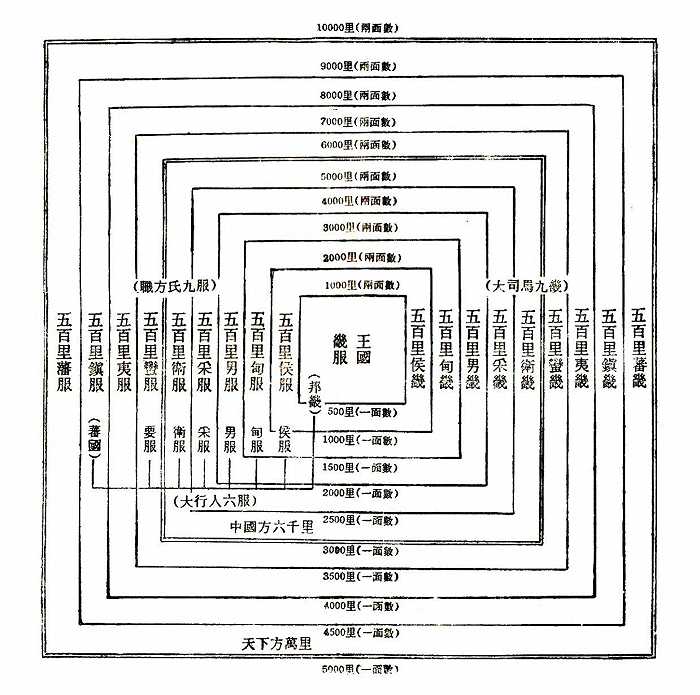 10000里(兩面數)
9000里(兩面數)
8000里(兩面數)
7000里(兩面數)
6000里(兩面數)
5000里(兩面數)
4000里(兩面數)
3000里(兩面數)
2000里(兩面數)
1000里(兩面數)
(職方氏九服)
(大司馬九畿)
五百里藩服
五百里鎮服
五百里夷服
五百里蠻服
五百里衛服
五百里采服
五百里男服
五百里甸服
五百里侯服
王國
畿服
五百里侯畿
五百里甸畿
五百里男畿
五百里采畿
五百里衛畿
五百里蠻畿
五百里夷畿
五百里鎮畿
五百里蕃畿
(邦畿)
(蕃國)
要服
衛服
采服
男服
甸服
侯服
(大行人六服)
500里(一面數)
1000里(一面數)
1500里(一面數)
2000里(一面數)
2500里(一面數)
中國方六千里
3000里(一面數)
3500里(一面數)
4000里(一面數)
4500里(一面數)
天下方萬里
5000里(一面數)